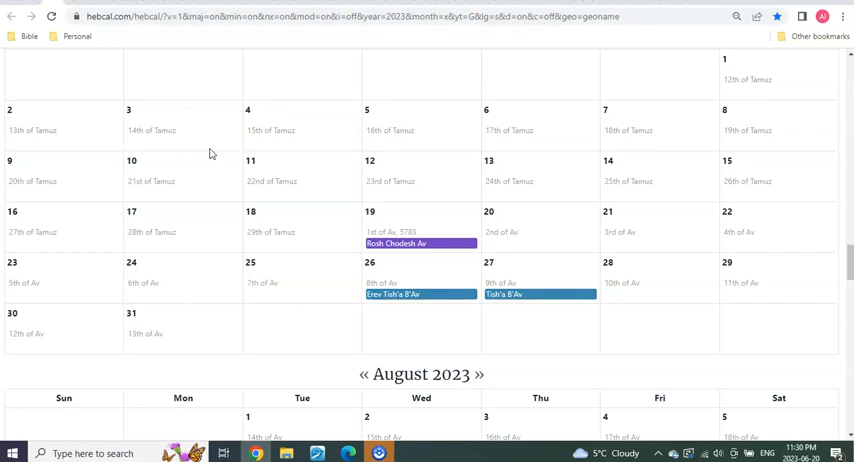 hebcal.com/hebcal/?v=1&maj=on&min=on&nx=on&mod=on&i=off&year=2023&month=x&yt=G&lg=s&d=on&c=off&geo=geoname
AI
Bible Personal Other bookmarks
1
12th of Tamuz
2 3 4 5 6 7 8
13th of Tamuz 14th of Tamuz 15th of Tamuz 16th of Tamuz 17th of Tamuz 18th of Tamuz 19th of Tamuz
9 10 11 12 13 14 15
20th of Tamuz 21st of Tamuz 22nd of Tamuz 23rd of Tamuz 24th of Tamuz 25th of Tamuz 26th of Tamuz
16 17 18 19 20 21 22
27th of Tamuz 28th of Tamuz 29th of Tamuz 1st of Av, 5783 2nd of Av 3rd of Av 4th of Av
Rosh Chodesh Av
23 24 25 26 27 28 29
5th of Av 6th of Av 7th of Av 8th of Av 9th of Av 10th of Av 11th of Av
Erev Tish'a B'Av Tish'a B'Av
30 31
12th of Av 13th of Av
« August 2023 »
Sun Mon Tue Wed Thu Fri Sat
1 2 3 4 5
14th of Av 15th of Av 16th of Av 17th of Av 18th of Av
Type here to search 5°C Cloudy ENG 11:30 PM
2023-06-20 2